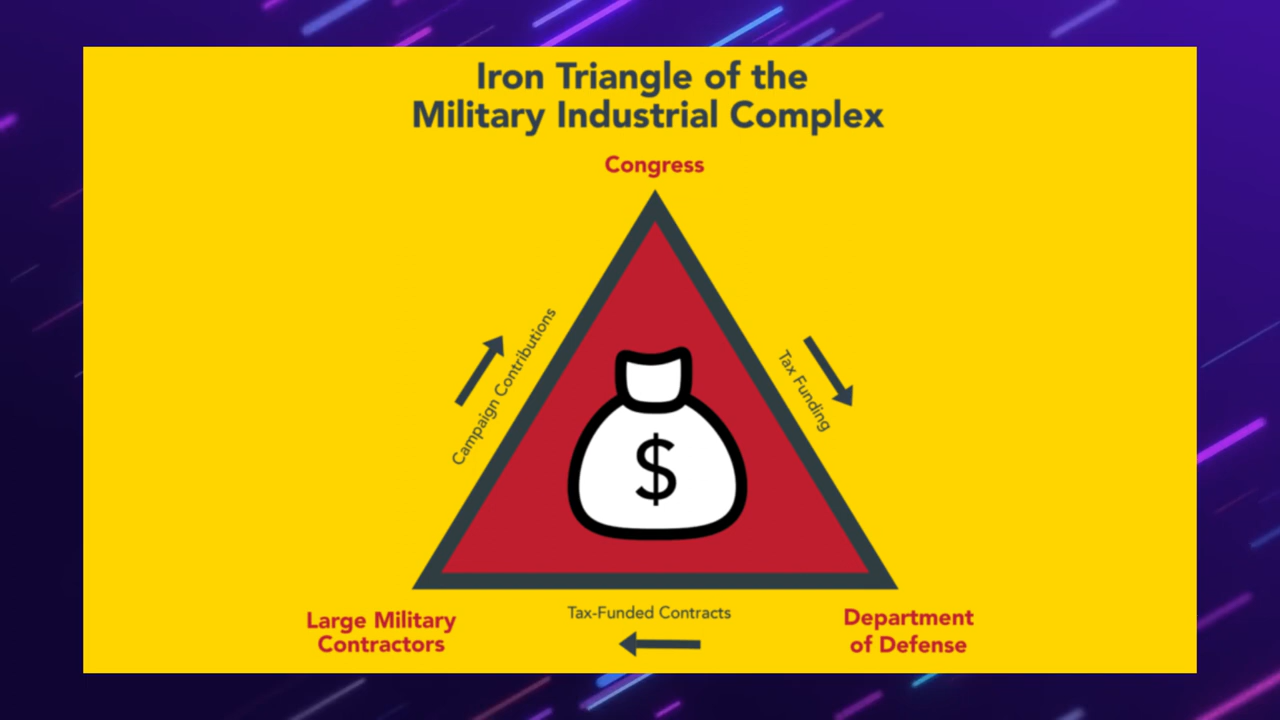 Iron Triangle of the
Military Industrial Complex
Congress
Campaign Contributions
Tax Funding
$
Tax-Funded Contracts
Large Military
Contractors
Department
of Defense